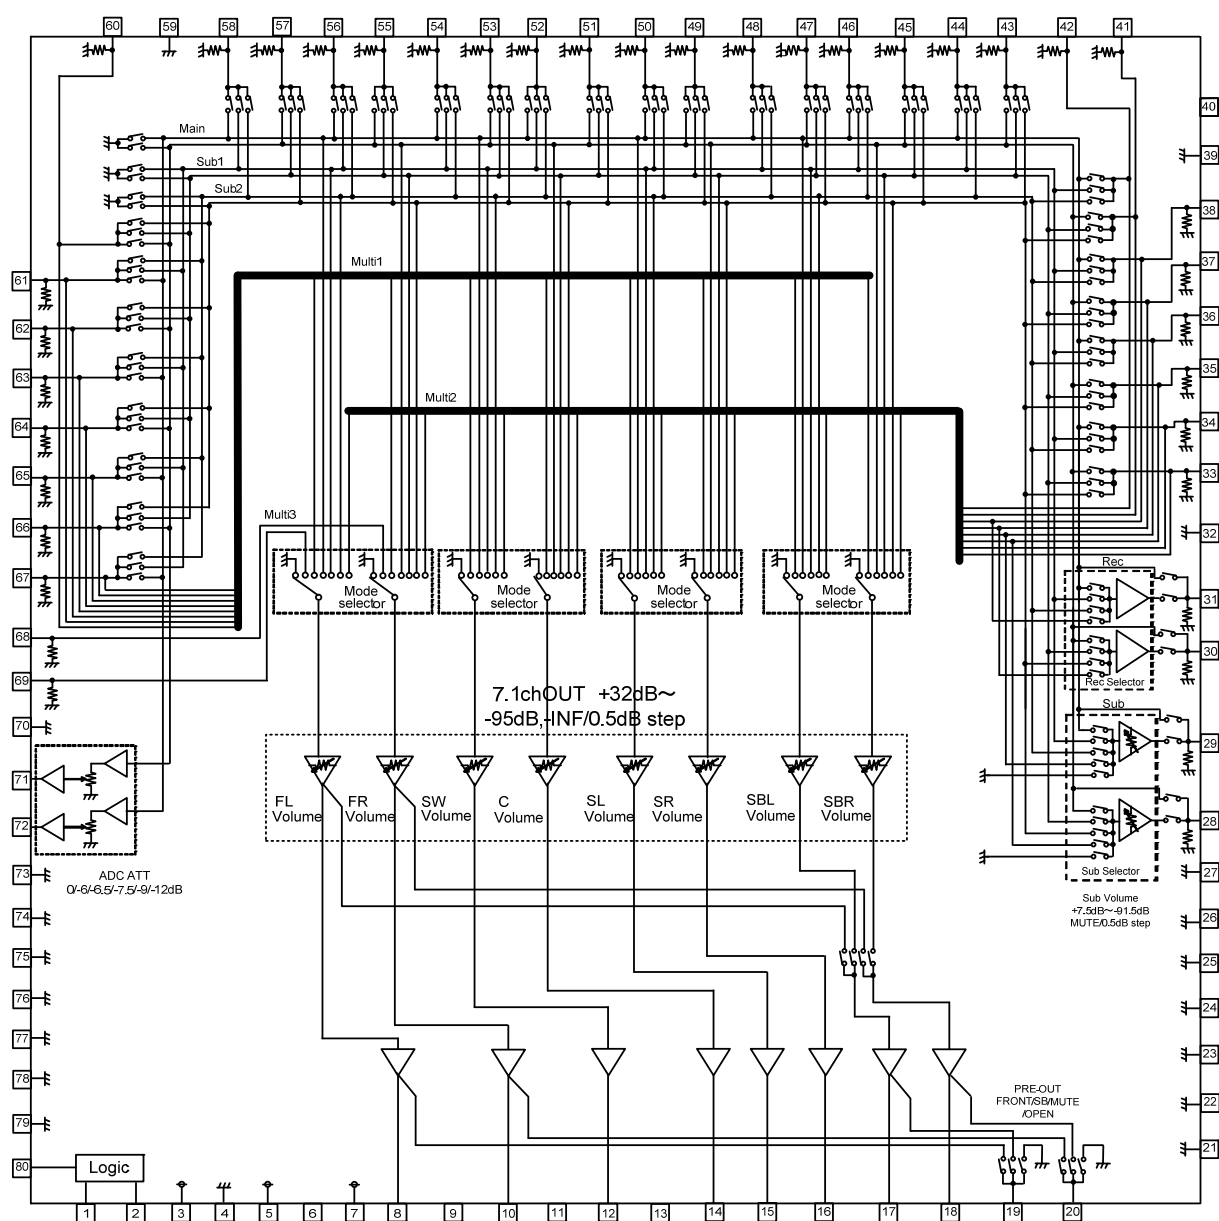 60 59 58 57 56 55 54 53 52 51 50 49 48 47 46 45 44 43 42 41
40
Main
39
Sub1
Sub2
38
Multi1
37
61
36
62
35
63
Multi2
34
64
33
65
Multi3
66
32
Rec
67
Mode selector
Mode selector
Mode selector
Mode selector
31
68
30
Rec Selector
69
7.1chOUT +32dB～
-95dB,-INF/0.5dB step
Sub
70
29
71
FL Volume
FR Volume
SW Volume
C Volume
SL Volume
SR Volume
SBL Volume
SBR Volume
72
28
ADC ATT
0/-6/-6.5/-7.5/-9/-12dB
Sub Selector
73
27
Sub Volume
+7.5dB～-91.5dB
MUTE/0.5dB step
74
26
75
25
76
24
77
23
78
PRE-OUT
FRONT/SB/MUTE
/OPEN
22
79
21
80
Logic
1 2 3 4 5 6 7 8 9 10 11 12 13 14 15 16 17 18 19 20